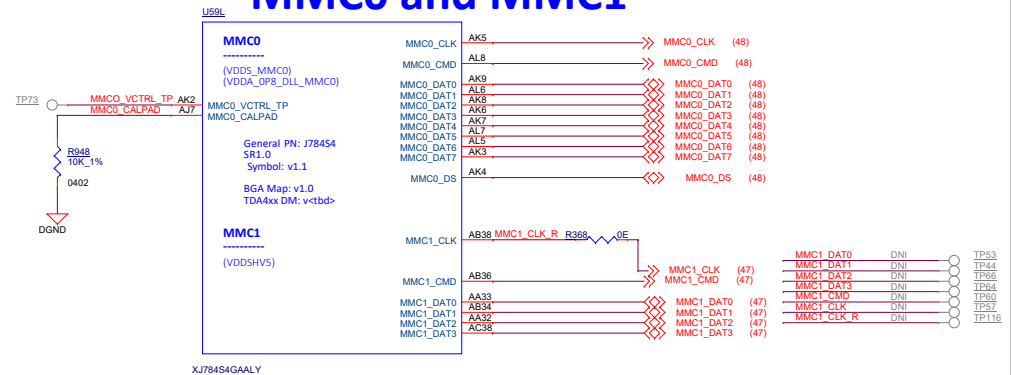 MMC0 and MMC1
U59L
MMC0
----------
(VDDS_MMC0)
(VDDA_0P8_DLL_MMC0)
TP73 MMCO_VCTRL_TP AK2 MMC0_VCTRL_TP
MMC0_CALPAD AJ7 MMC0_CALPAD
R948
10K_1%
0402
DGND
General PN: J784S4
SR1.0
Symbol: v1.1
BGA Map: v1.0
TDA4xx DM: v<tbd>
MMC1
----------
(VDDSHV5)
MMC0_CLK AK5 MMC0_CLK (48)
MMC0_CMD AL8 MMC0_CMD (48)
MMC0_DAT0 AK9 MMC0_DAT0 (48)
MMC0_DAT1 AL6 MMC0_DAT1 (48)
MMC0_DAT2 AK8 MMC0_DAT2 (48)
MMC0_DAT3 AK6 MMC0_DAT3 (48)
MMC0_DAT4 AK7 MMC0_DAT4 (48)
MMC0_DAT5 AL7 MMC0_DAT5 (48)
MMC0_DAT6 AL5 MMC0_DAT6 (48)
MMC0_DAT7 AK3 MMC0_DAT7 (48)
MMC0_DS AK4 MMC0_DS (48)
MMC1_CLK AB38 MMC1_CLK_R R368 0E
MMC1_CLK (47)
MMC1_CMD AB36 MMC1_CMD (47)
MMC1_DAT0 AA33 MMC1_DAT0 (47)
MMC1_DAT1 AB34 MMC1_DAT1 (47)
MMC1_DAT2 AA32 MMC1_DAT2 (47)
MMC1_DAT3 AC38 MMC1_DAT3 (47)
MMC1_DAT0 DNI TP53
MMC1_DAT1 DNI TP44
MMC1_DAT2 DNI TP66
MMC1_DAT3 DNI TP64
MMC1_CMD DNI TP60
MMC1_CLK DNI TP57
MMC1_CLK_R DNI TP116
XJ784S4GAALY